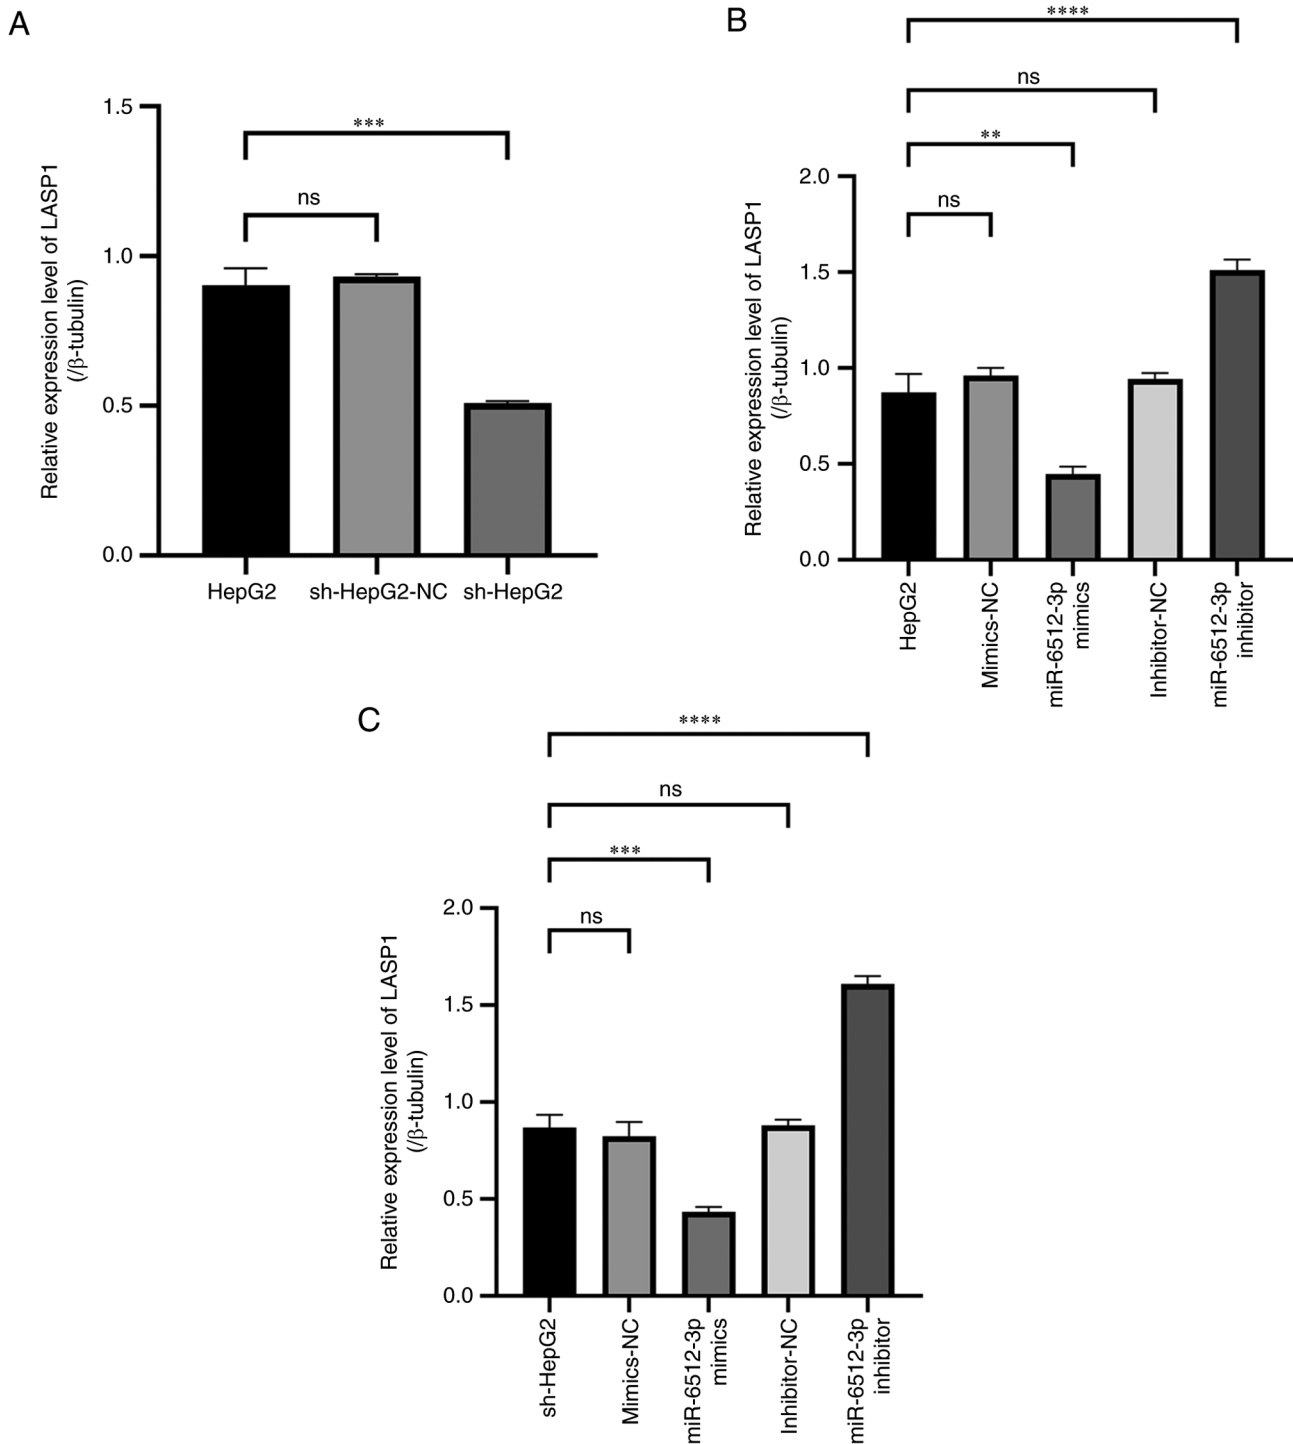 A
Relative expression level of LASP1
(/β-tubulin)
1.5
1.0
0.5
0.0
***
ns
HepG2 sh-HepG2-NC sh-HepG2
B
Relative expression level of LASP1
(/β-tubulin)
2.0
1.5
1.0
0.5
0.0
****
ns
**
ns
HepG2
Mimics-NC
miR-6512-3p
mimics
Inhibitor-NC
miR-6512-3p
inhibitor
C
Relative expression level of LASP1
(/β-tubulin)
2.0
1.5
1.0
0.5
0.0
****
ns
***
ns
sh-HepG2
Mimics-NC
miR-6512-3p
mimics
Inhibitor-NC
miR-6512-3p
inhibitor